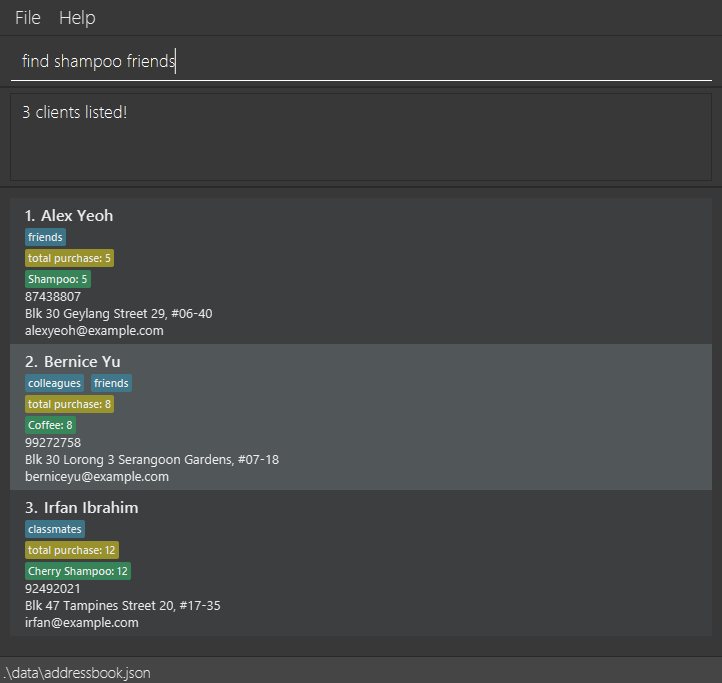 File Help
find shampoo friends
3 clients listed!
1. Alex Yeoh
friends
total purchase: 5
Shampoo: 5
87438807
Blk 30 Geylang Street 29, #06-40
alexyeoh@example.com
2. Bernice Yu
colleagues friends
total purchase: 8
Coffee: 8
99272758
Blk 30 Lorong 3 Serangoon Gardens, #07-18
berniceyu@example.com
3. Irfan Ibrahim
classmates
total purchase: 12
Cherry Shampoo: 12
92492021
Blk 47 Tampines Street 20, #17-35
irfan@example.com
.\data\addressbook.json